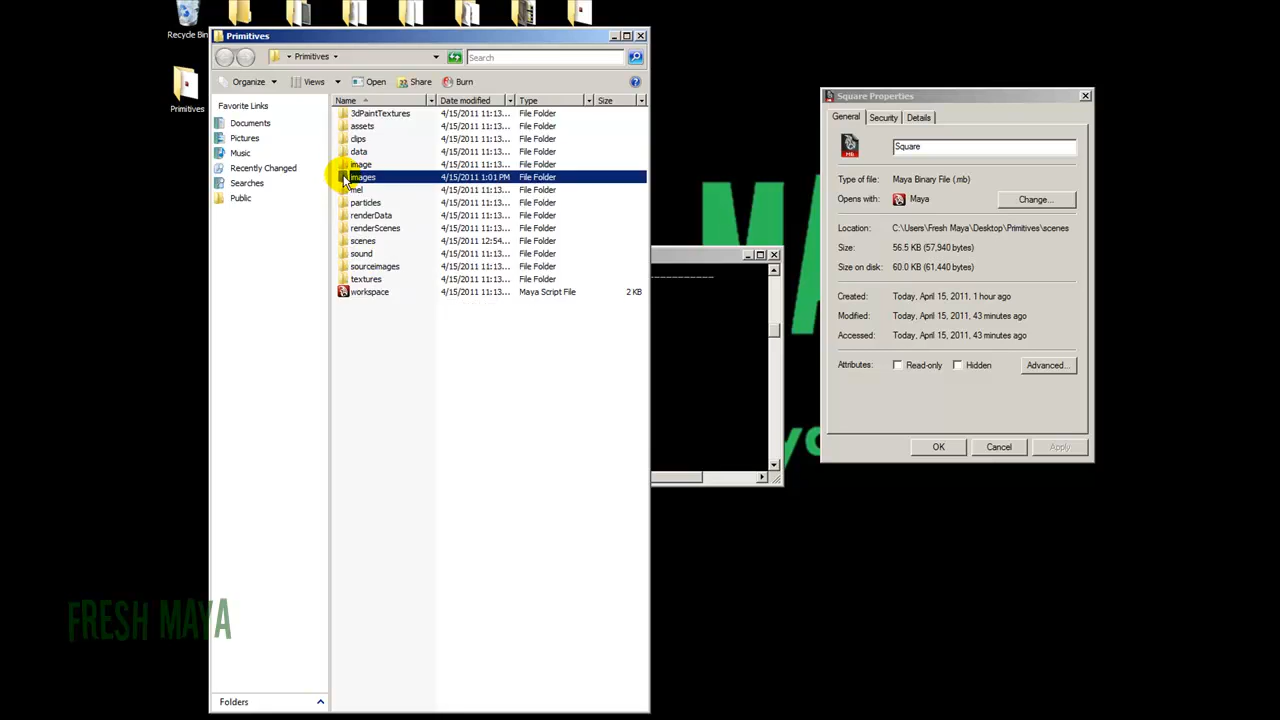 Recycle Bin
Primitives
Primitives
Primitives
Search
Organize
Views
Open
Share
Burn
Favorite Links
Documents
Pictures
Music
Recently Changed
Searches
Public
Folders
Name Date modified Type Size
3dPaintTextures 4/15/2011 11:13... File Folder
assets 4/15/2011 11:13... File Folder
clips 4/15/2011 11:13... File Folder
data 4/15/2011 11:13... File Folder
image 4/15/2011 11:13... File Folder
images 4/15/2011 1:01 PM File Folder
mel 4/15/2011 11:13... File Folder
particles 4/15/2011 11:13... File Folder
renderData 4/15/2011 11:13... File Folder
renderScenes 4/15/2011 11:13... File Folder
scenes 4/15/2011 12:54... File Folder
sound 4/15/2011 11:13... File Folder
sourceimages 4/15/2011 11:13... File Folder
textures 4/15/2011 11:13... File Folder
workspace 4/15/2011 11:13... Maya Script File 2 KB
Square Properties
General Security Details
Square
Type of file: Maya Binary File (.mb)
Opens with: Maya Change...
Location: C:\Users\Fresh Maya\Desktop\Primitives\scenes
Size: 56.5 KB (57,940 bytes)
Size on disk: 60.0 KB (61,440 bytes)
Created: Today, April 15, 2011, 1 hour ago
Modified: Today, April 15, 2011, 43 minutes ago
Accessed: Today, April 15, 2011, 43 minutes ago
Attributes: Read-only Hidden Advanced...
OK Cancel Apply
FRESH MAYA